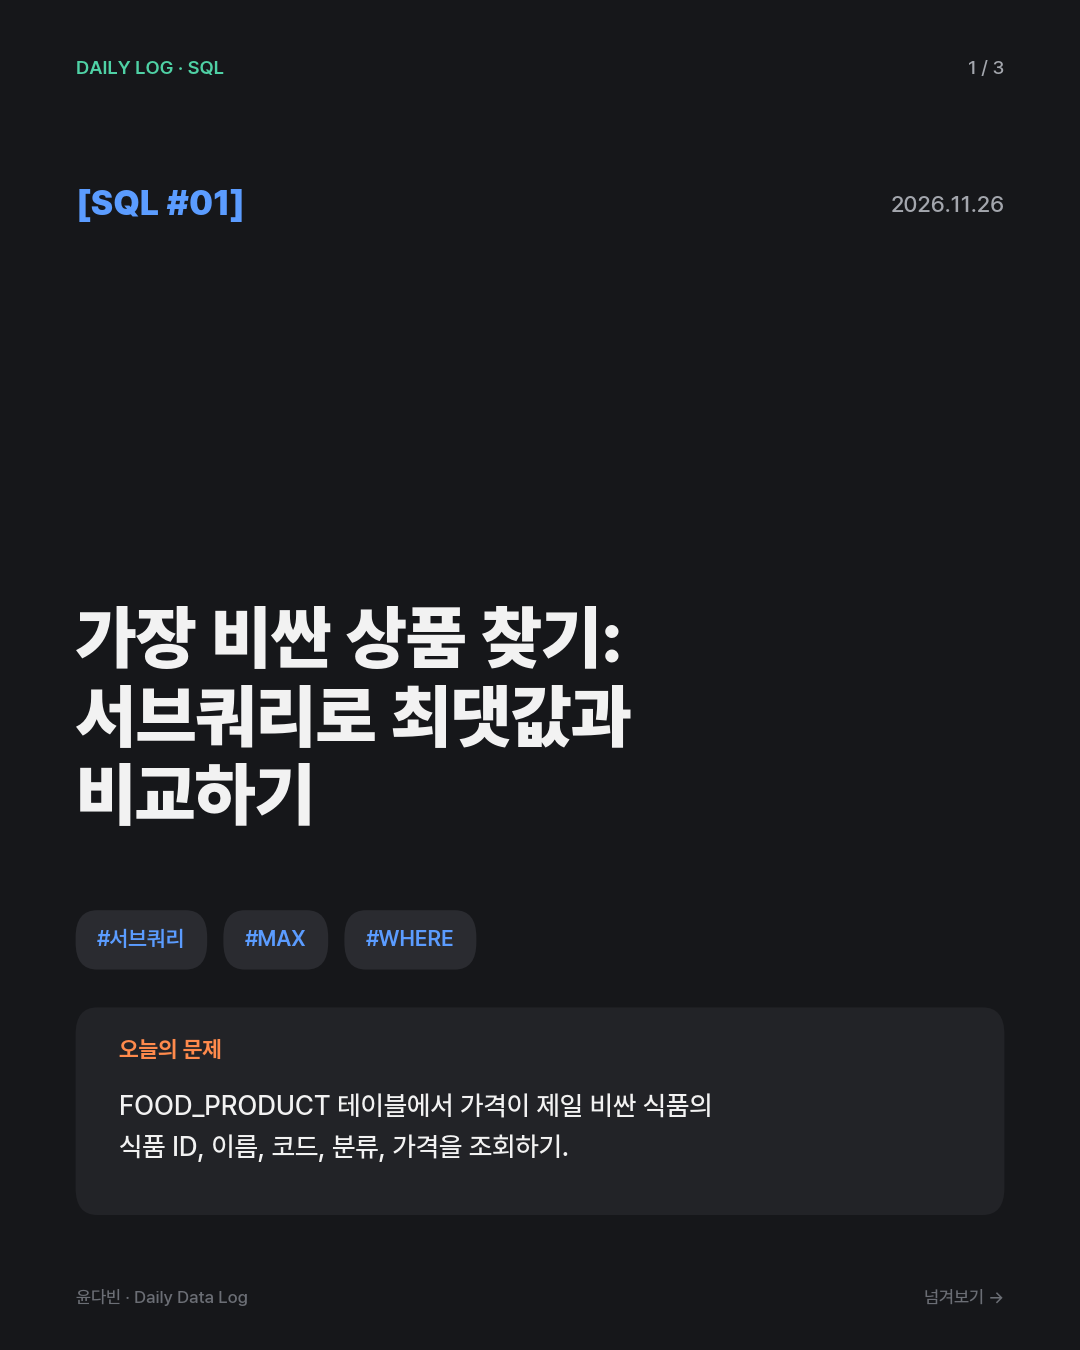 DAILY LOG · SQL
1 / 3
[SQL #01]
2026.11.26
가장 비싼 상품 찾기:
서브쿼리로 최댓값과
비교하기
#서브쿼리
#MAX
#WHERE
오늘의 문제
FOOD_PRODUCT 테이블에서 가격이 제일 비싼 식품의
식품 ID, 이름, 코드, 분류, 가격을 조회하기.
윤다빈 · Daily Data Log
넘겨보기 →